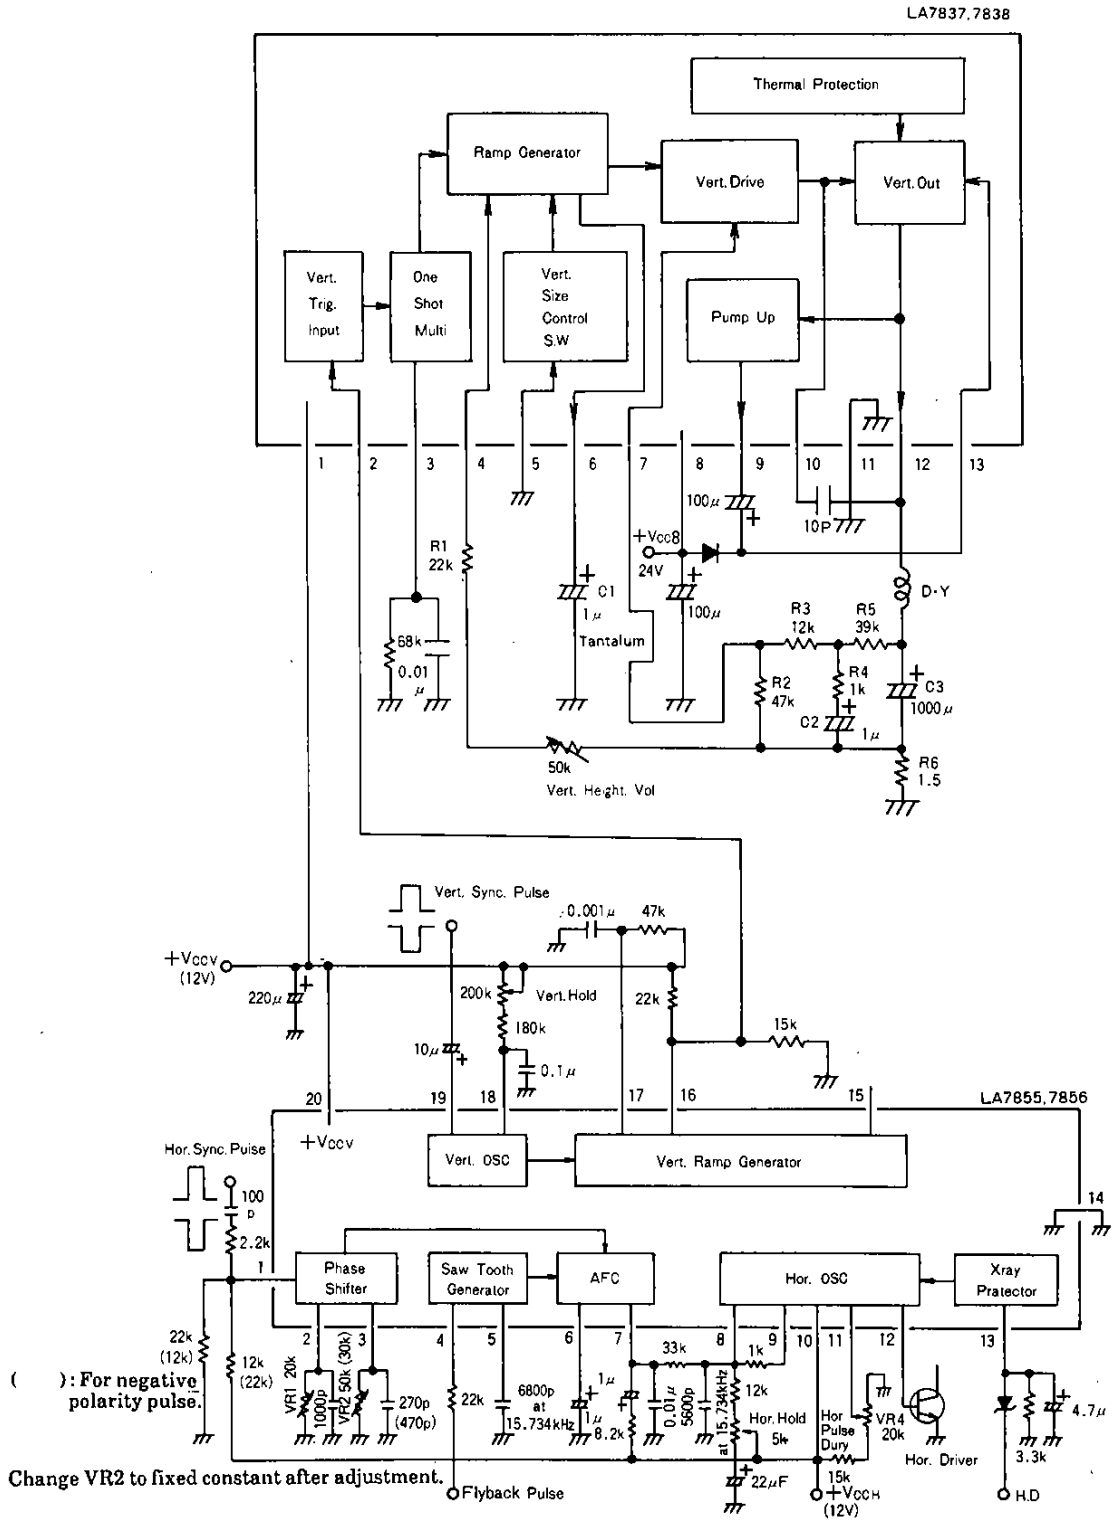 LA7837,7838
Thermal Protection
Ramp Generator
Vert. Drive
Vert. Out
Vert.
Trig.
Input
One
Shot
Multi
Vert.
Size
Control
S.W
Pump Up
1
2
3
4
5
6
7
8
9
10
11
12
13
100μ
+
10P
R1
22k
+Vcc8
24V
+
C1
1μ
Tantalum
+
100μ
D·Y
R3
12k
R5
39k
68k
0.01
μ
R2
47k
R4
1k
+
C2
1μ
+
C3
1000μ
50k
Vert. Height. Vol
R6
1.5
Vert. Sync. Pulse
0.001μ
47k
+VCCV
(12V)
220μ
+
200k
Vert. Hold
22k
180k
15k
10μ
+
0.1μ
20
19
18
17
16
15
LA7855,7856
+VCCV
Hor. Sync. Pulse
Vert. OSC
Vert. Ramp Generator
100
p
2.2k
14
1
Phase
Shifter
Saw Tooth
Generator
AFC
Hor. OSC
Xray
Pratector
2
3
4
5
6
7
8
9
10
11
12
13
22k
(12k)
12k
(22k)
VR1 20k
1000p
VR2 50k (30k)
270p
(470p)
22k
6800p
at
15.734kHz
+
1μ
1μ
+
8.2k
0.01μ
33k
5600p
at 15.734kHz
1k
12k
Hor. Hold
5k
+
22μF
Hor
Pulse
Dury
15k
VR4
20k
Hor. Driver
3.3k
+
4.7μ
( ): For negative
polarity pulse.
Change VR2 to fixed constant after adjustment.
Flyback Pulse
+VCCH
(12V)
H.D